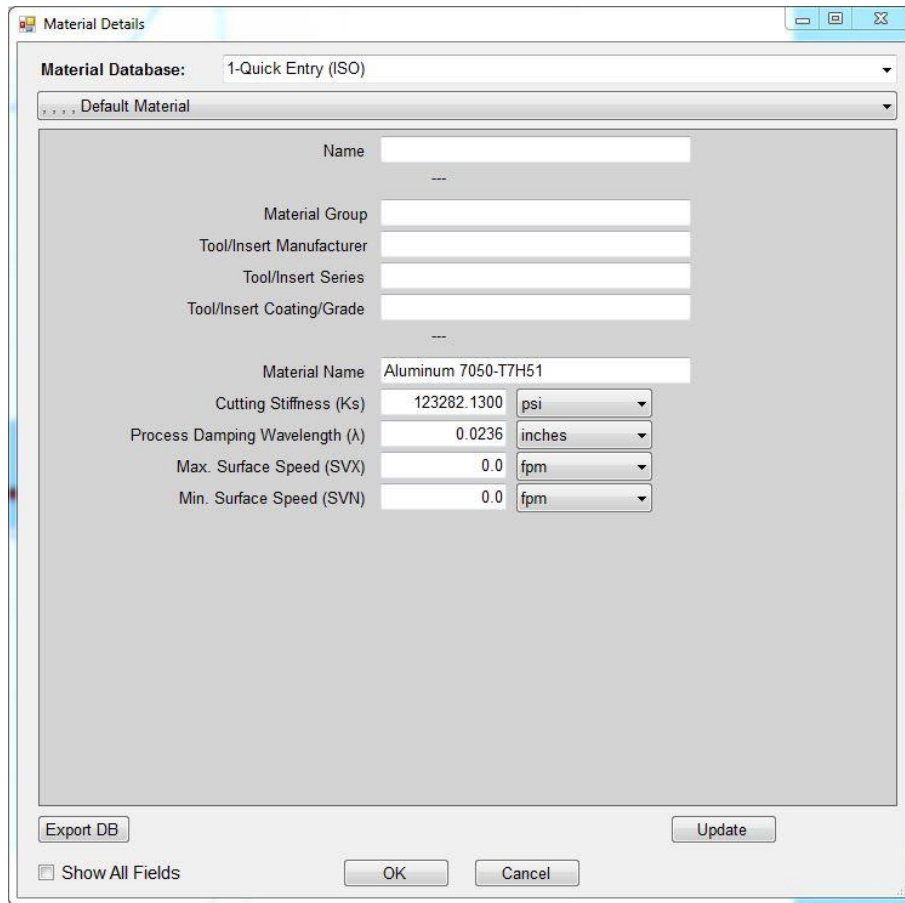 Material Details
Material Database: 1-Quick Entry (ISO)
, , , , Default Material
Name
---
Material Group
Tool/Insert Manufacturer
Tool/Insert Series
Tool/Insert Coating/Grade
---
Material Name Aluminum 7050-T7H51
Cutting Stiffness (Ks) 123282.1300 psi
Process Damping Wavelength (λ) 0.0236 inches
Max. Surface Speed (SVX) 0.0 fpm
Min. Surface Speed (SVN) 0.0 fpm
Export DB Update
Show All Fields OK Cancel